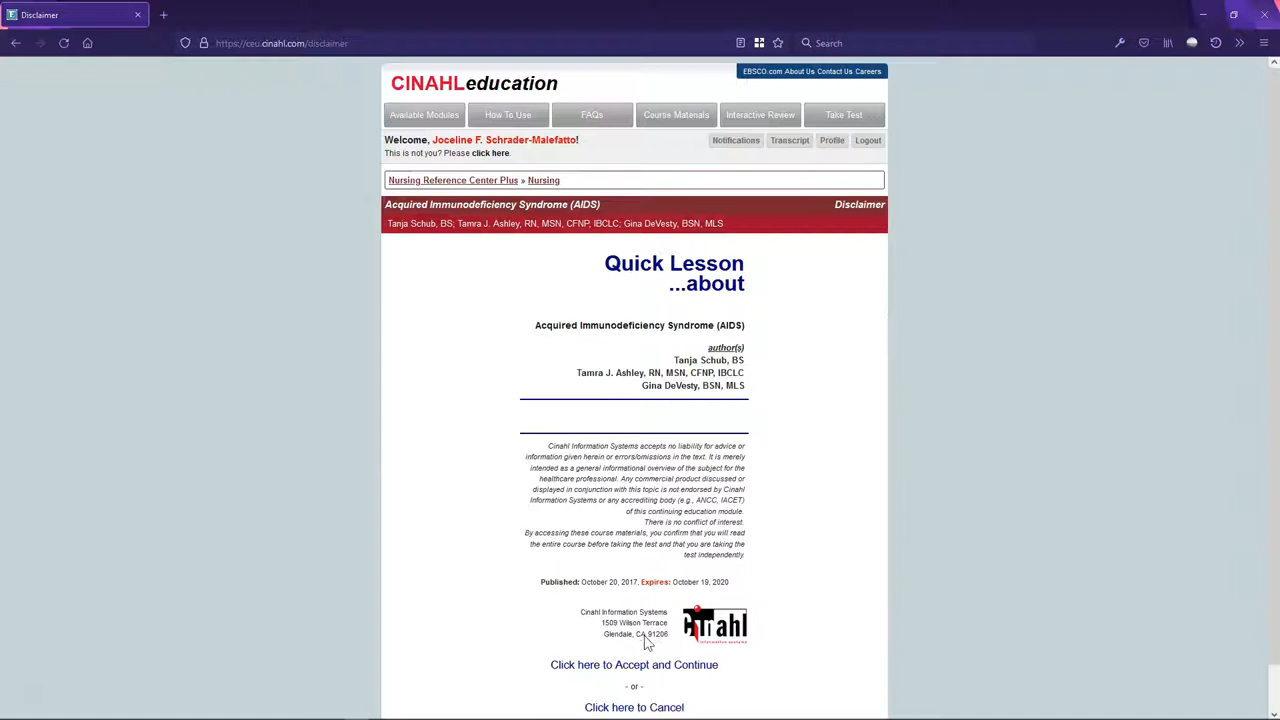 Disclaimer
https://ceu.cinahl.com/disclaimer
Search
EBSCO.com About Us Contact Us Careers
CINAHLeducation
Available Modules
How To Use
FAQs
Course Materials
Interactive Review
Take Test
Welcome, Joceline F. Schrader-Malefatto!
Notifications
Transcript
Profile
Logout
This is not you? Please click here.
Nursing Reference Center Plus » Nursing
Acquired Immunodeficiency Syndrome (AIDS)
Disclaimer
Tanja Schub, BS; Tamra J. Ashley, RN, MSN, CFNP, IBCLC; Gina DeVesty, BSN, MLS
Quick Lesson
...about
Acquired Immunodeficiency Syndrome (AIDS)
author(s)
Tanja Schub, BS
Tamra J. Ashley, RN, MSN, CFNP, IBCLC
Gina DeVesty, BSN, MLS
Cinahl Information Systems accepts no liability for advice or
information given herein or errors/omissions in the text. It is merely
intended as a general informational overview of the subject for the
healthcare professional. Any commercial product discussed or
displayed in conjunction with this topic is not endorsed by Cinahl
Information Systems or any accrediting body (e.g., ANCC, IACET)
of this continuing education module.
There is no conflict of interest.
By accessing these course materials, you confirm that you will read
the entire course before taking the test and that you are taking the
test independently.
Published: October 20, 2017, Expires: October 19, 2020
Cinahl Information Systems
1509 Wilson Terrace
Glendale, CA 91206
Cinahl
information systems
Click here to Accept and Continue
- or -
Click here to Cancel